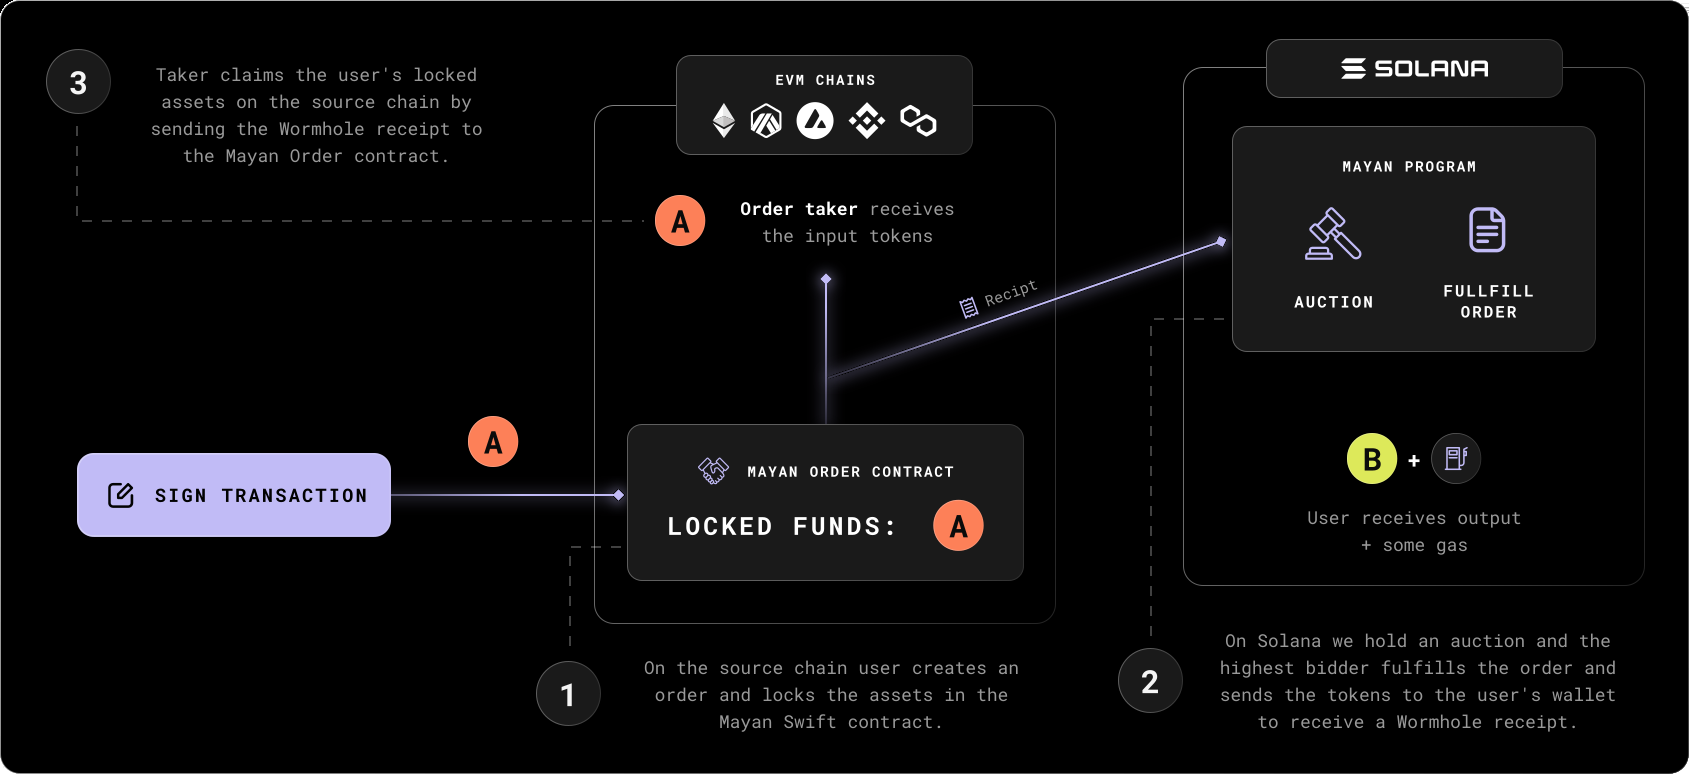 3
Taker claims the user's locked
assets on the source chain by
sending the Wormhole receipt to
the Mayan Order contract.
EVM CHAINS
A
Order taker receives
the input tokens
Recipt
SOLANA
MAYAN PROGRAM
AUCTION
FULLFILL
ORDER
SIGN TRANSACTION
A
MAYAN ORDER CONTRACT
LOCKED FUNDS: A
B +
User receives output
+ some gas
1
On the source chain user creates an
order and locks the assets in the
Mayan Swift contract.
2
On Solana we hold an auction and the
highest bidder fulfills the order and
sends the tokens to the user's wallet
to receive a Wormhole receipt.